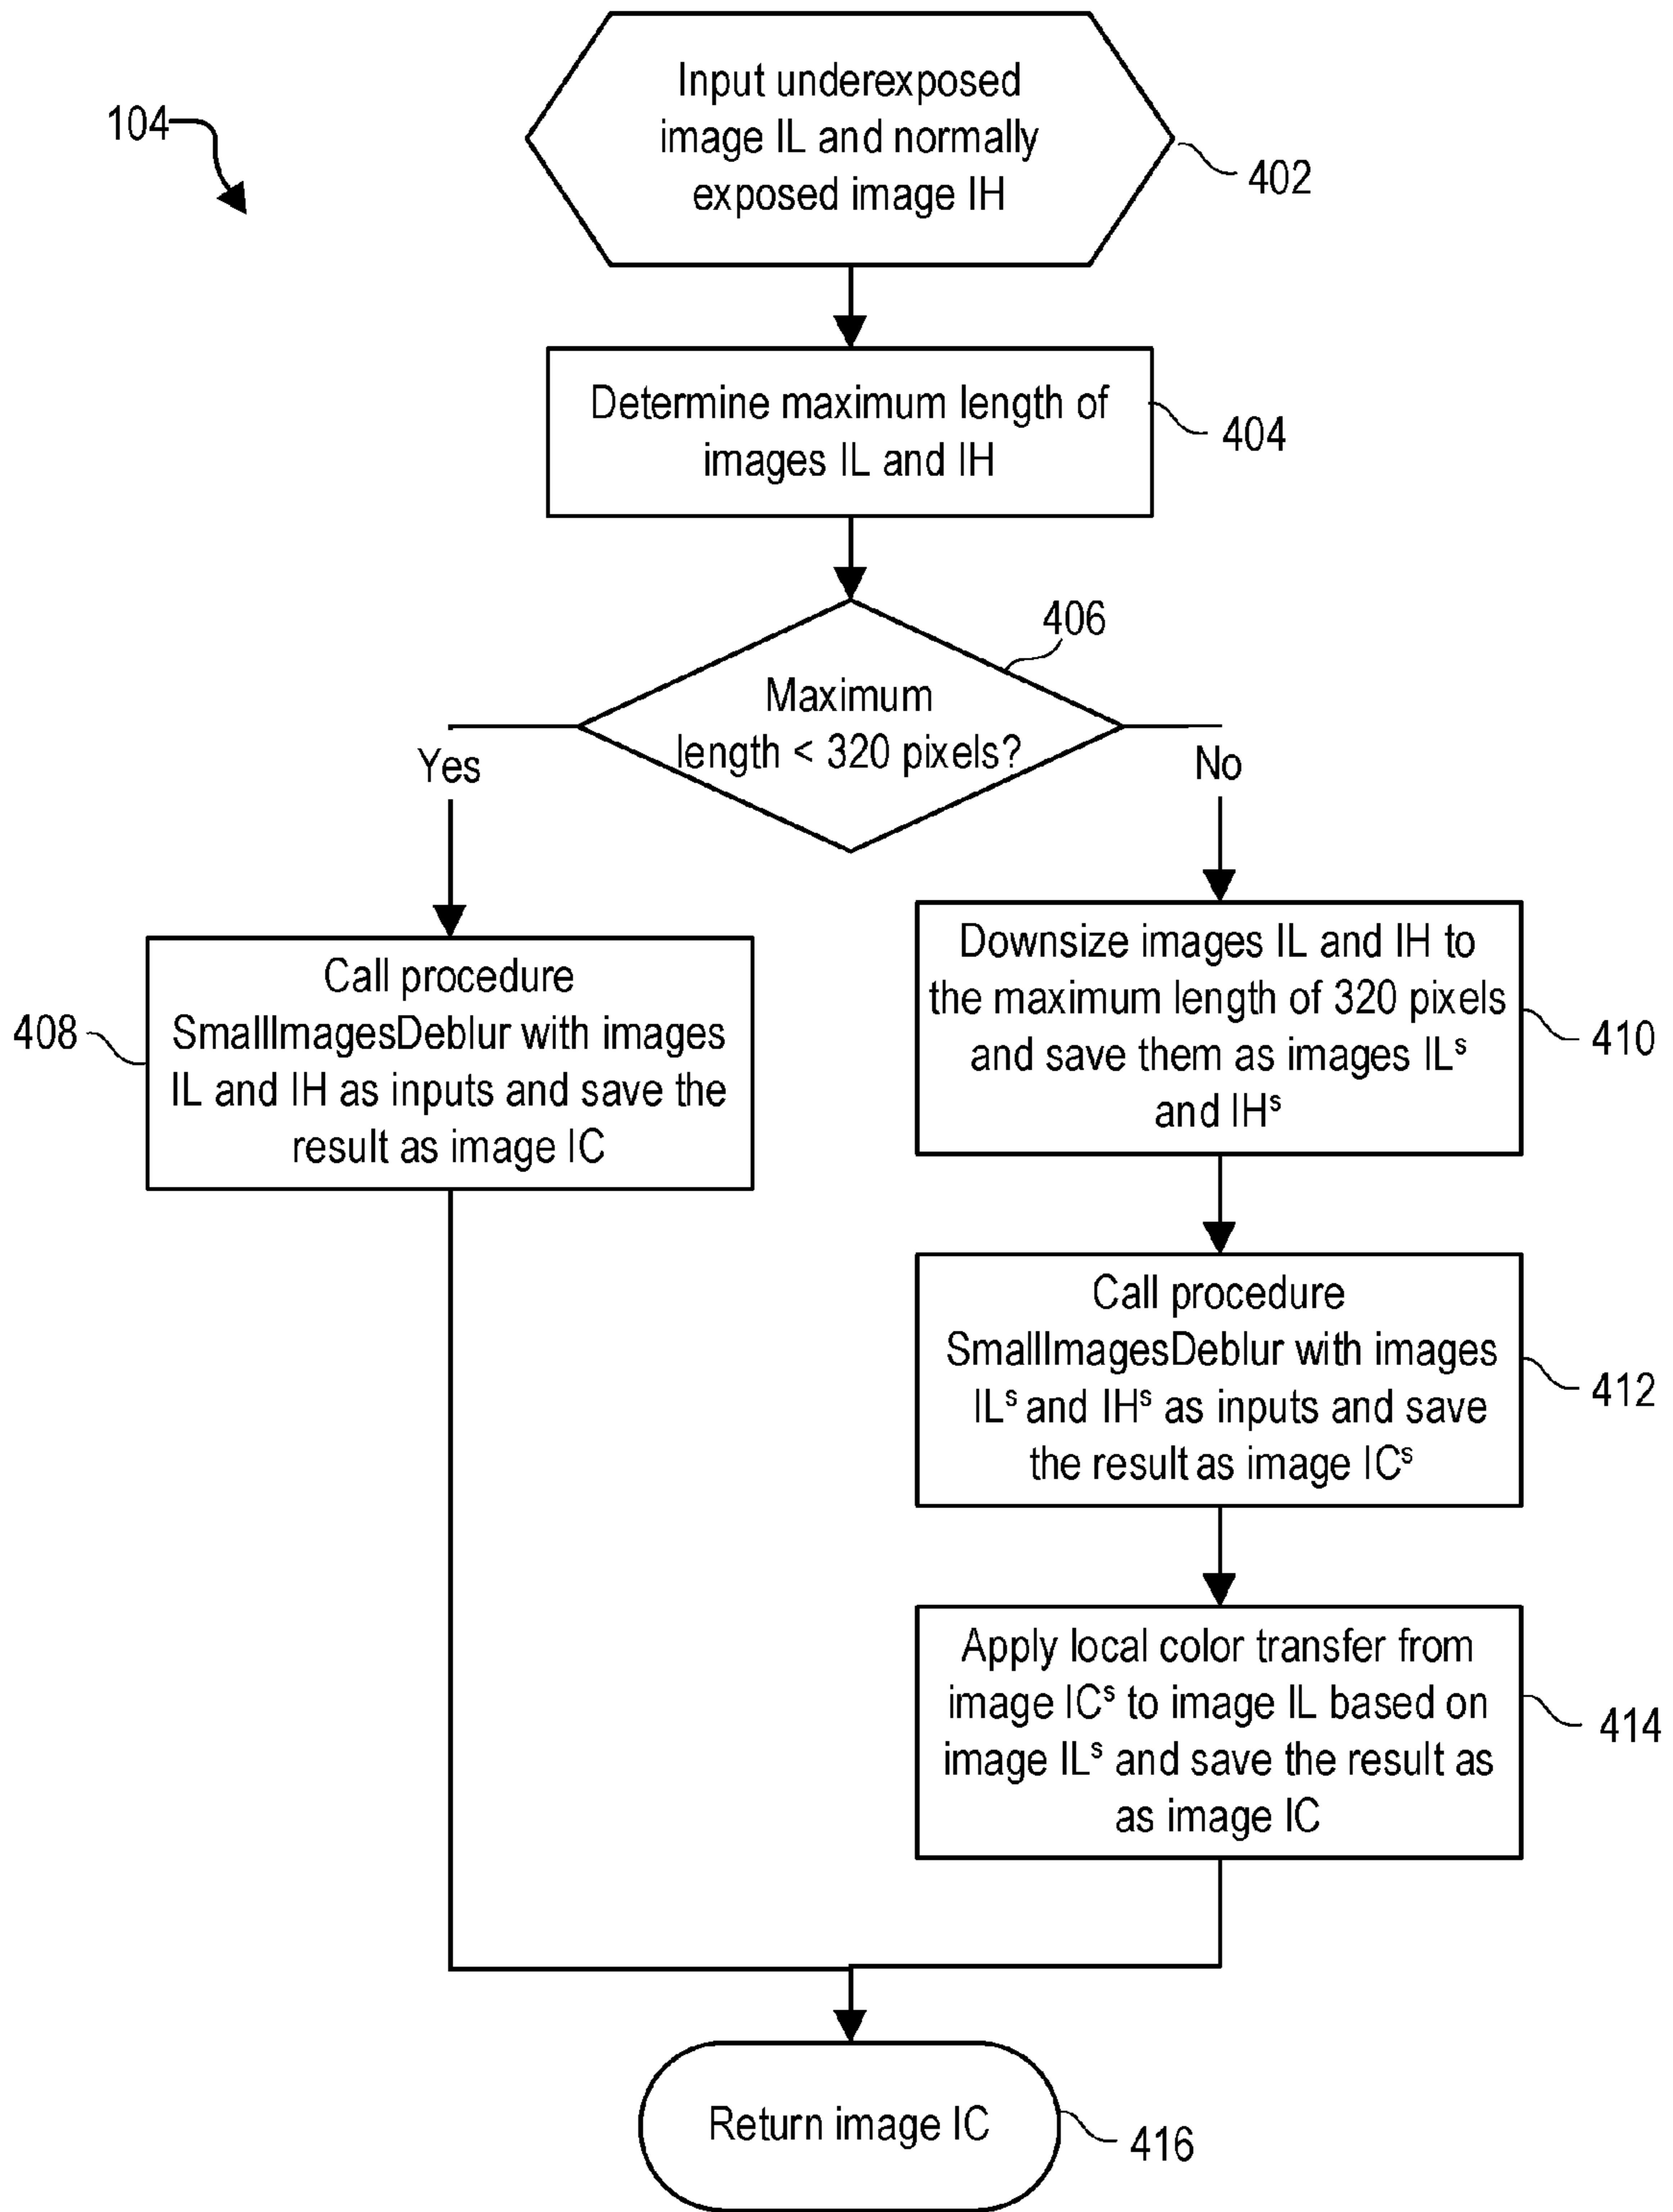 104
Input underexposed
image IL and normally
exposed image IH
402
Determine maximum length of
images IL and IH
404
406
Maximum
length < 320 pixels?
Yes
No
Call procedure
SmallImagesDeblur with images
IL and IH as inputs and save the
result as image IC
408
Downsize images IL and IH to
the maximum length of 320 pixels
and save them as images ILˢ
and IHˢ
410
Call procedure
SmallImagesDeblur with images
ILˢ and IHˢ as inputs and save
the result as image ICˢ
412
Apply local color transfer from
image ICˢ to image IL based on
image ILˢ and save the result as
as image IC
414
Return image IC
416